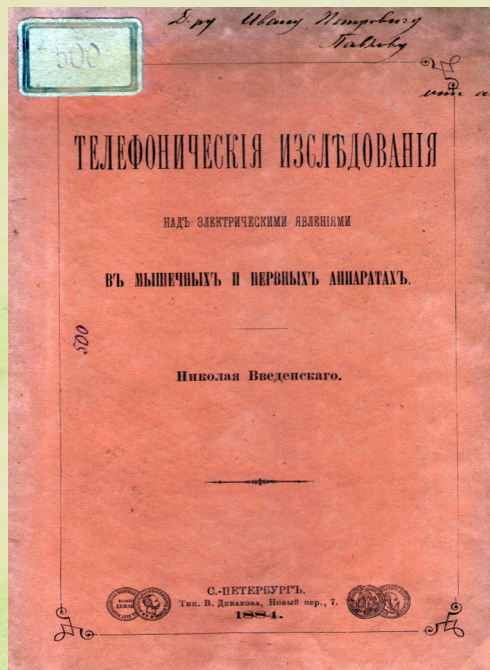 500
Д-ру Ивану Петровичу
Павлову
отъ а
ТЕЛЕФОНИЧЕСКІЯ ИЗСЛѢДОВАНІЯ
НАДЪ ЭЛЕКТРИЧЕСКИМИ ЯВЛЕНІЯМИ
ВЪ МЫШЕЧНЫХЪ И НЕРВНЫХЪ АППАРАТАХЪ.
500
Николая Введенскаго.
С.-ПЕТЕРБУРГЪ.
Тип. В. Демакова, Новый пер., 7.
1884.